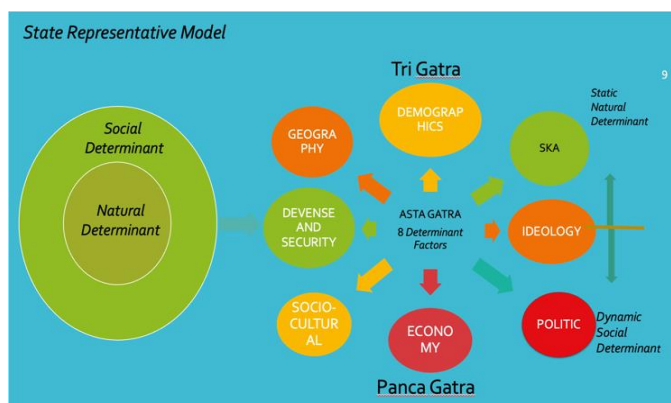 State Representative Model
9
Tri Gatra
Static
Natural
Determinant
Social
Determinant
Natural
Determinant
GEOGRA
PHY
DEMOGRAP
HICS
SKA
DEVENSE
AND
SECURITY
ASTA GATRA
8 Determinant
Factors
IDEOLOGY
SOCIO-
CULTUR
AL
ECONO
MY
POLITIC
Dynamic
Social
Determinant
Panca Gatra